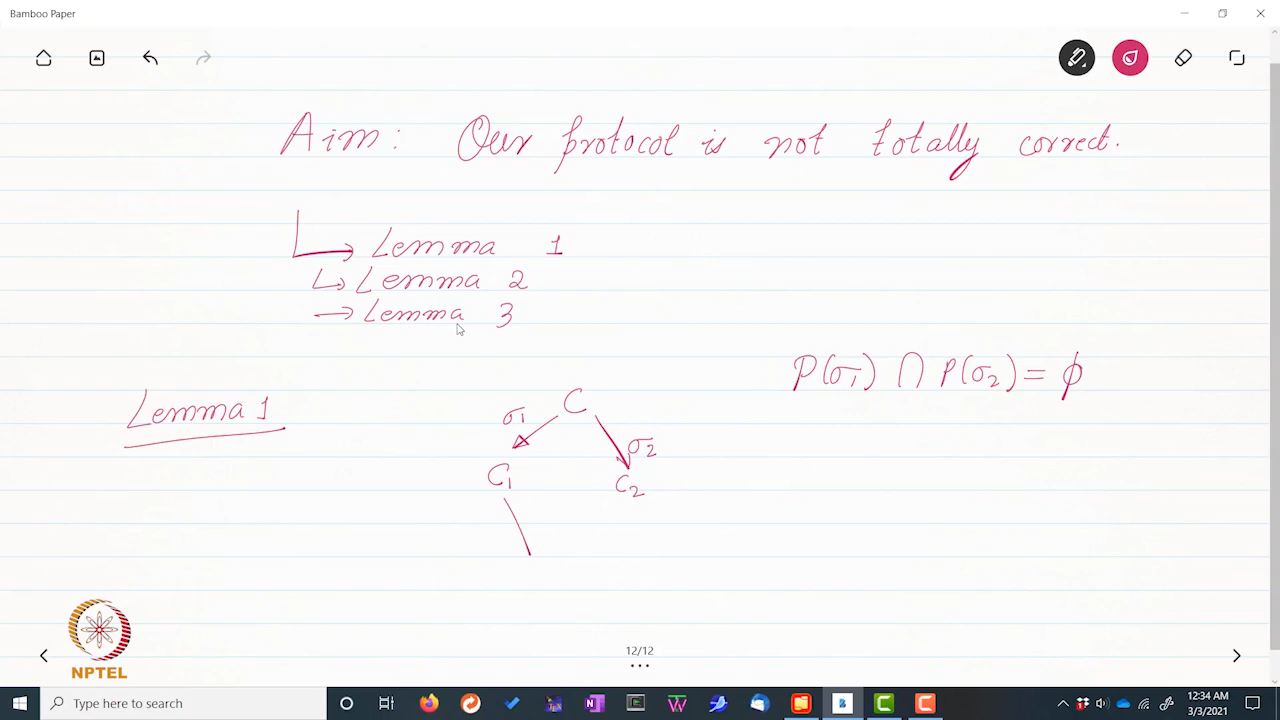 Bamboo Paper
Aim: Our protocol is not totally correct.
Lemma 1
Lemma 2
Lemma 3
P(σ1) ∩ P(σ2) = ϕ
Lemma 1
C
σ1
σ2
C1
C2
NPTEL
12/12
Type here to search
12:34 AM
3/3/2021